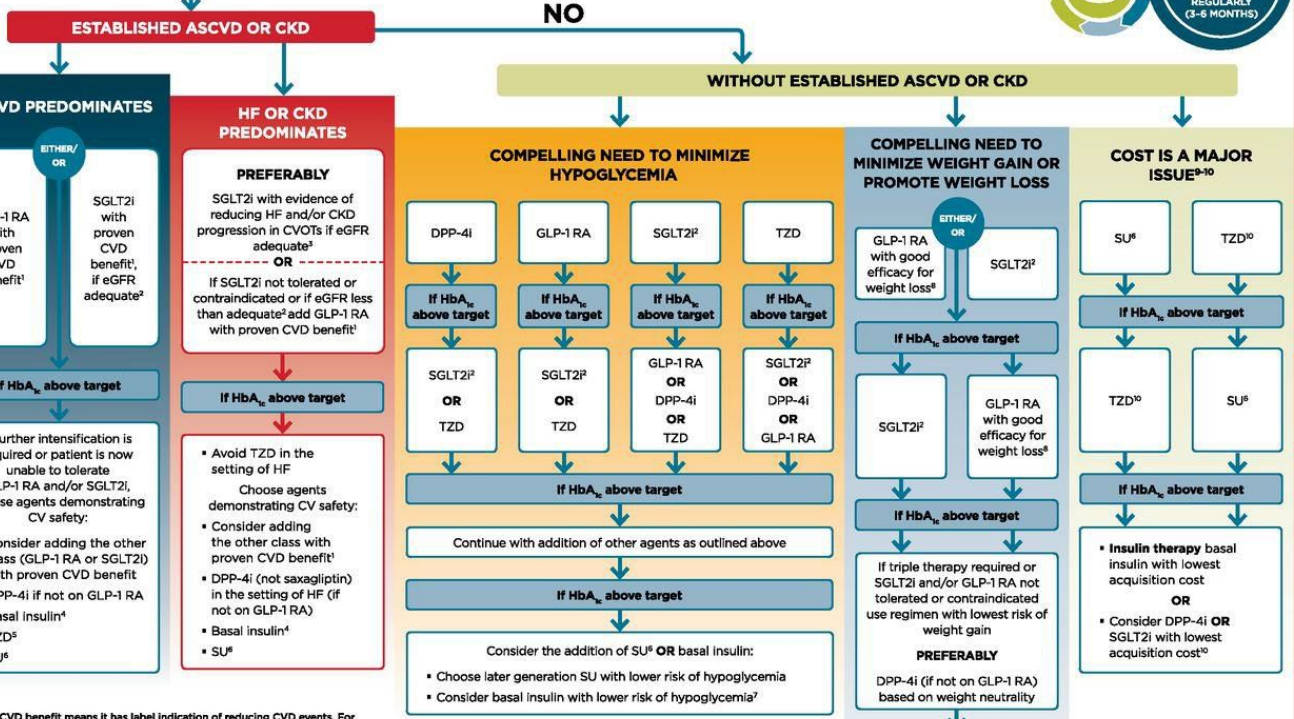 NO
REGULARLY
(3-6 MONTHS)
ESTABLISHED ASCVD OR CKD
WITHOUT ESTABLISHED ASCVD OR CKD
PREDOMINATES
EITHER/
OR
SGLT2i
with
proven
CVD
benefit¹,
if eGFR
adequate²
HbA1c above target
intensification is
or patient is now
unable to tolerate
and/or SGLT2i,
agents demonstrating
CV safety:
adding the other
(GLP-1 RA or SGLT2i)
proven CVD benefit
if not on GLP-1 RA
insulin⁴
HF OR CKD
PREDOMINATES
PREFERABLY
SGLT2i with evidence of
reducing HF and/or CKD
progression in CVOTs if eGFR
adequate³
OR
If SGLT2i not tolerated or
contraindicated or if eGFR less
than adequate² add GLP-1 RA
with proven CVD benefit¹
If HbA1c above target
▪ Avoid TZD in the
setting of HF
Choose agents
demonstrating CV safety:
▪ Consider adding
the other class with
proven CVD benefit¹
▪ DPP-4i (not saxagliptin)
in the setting of HF (if
not on GLP-1 RA)
▪ Basal insulin⁴
▪ SU⁶
COMPELLING NEED TO MINIMIZE
HYPOGLYCEMIA
DPP-4i
GLP-1 RA
SGLT2i²
TZD
If HbA1c
above target
If HbA1c
above target
If HbA1c
above target
If HbA1c
above target
SGLT2i²
OR
TZD
SGLT2i²
OR
TZD
GLP-1 RA
OR
DPP-4i
OR
TZD
SGLT2i²
OR
DPP-4i
OR
GLP-1 RA
If HbA1c above target
Continue with addition of other agents as outlined above
If HbA1c above target
Consider the addition of SU⁶ OR basal insulin:
▪ Choose later generation SU with lower risk of hypoglycemia
▪ Consider basal insulin with lower risk of hypoglycemia⁷
COMPELLING NEED TO
MINIMIZE WEIGHT GAIN OR
PROMOTE WEIGHT LOSS
EITHER/
OR
GLP-1 RA
with good
efficacy for
weight loss⁸
SGLT2i²
If HbA1c above target
SGLT2i²
GLP-1 RA
with good
efficacy for
weight loss⁸
If HbA1c above target
If triple therapy required or
SGLT2i and/or GLP-1 RA not
tolerated or contraindicated
use regimen with lowest risk of
weight gain
PREFERABLY
DPP-4i (if not on GLP-1 RA)
based on weight neutrality
COST IS A MAJOR
ISSUE⁹⁻¹⁰
SU⁶
TZD¹⁰
If HbA1c above target
TZD¹⁰
SU⁶
If HbA1c above target
▪ Insulin therapy basal
insulin with lowest
acquisition cost
OR
▪ Consider DPP-4i OR
SGLT2i with lowest
acquisition cost¹⁰
CVD benefit means it has label indication of reducing CVD events. For